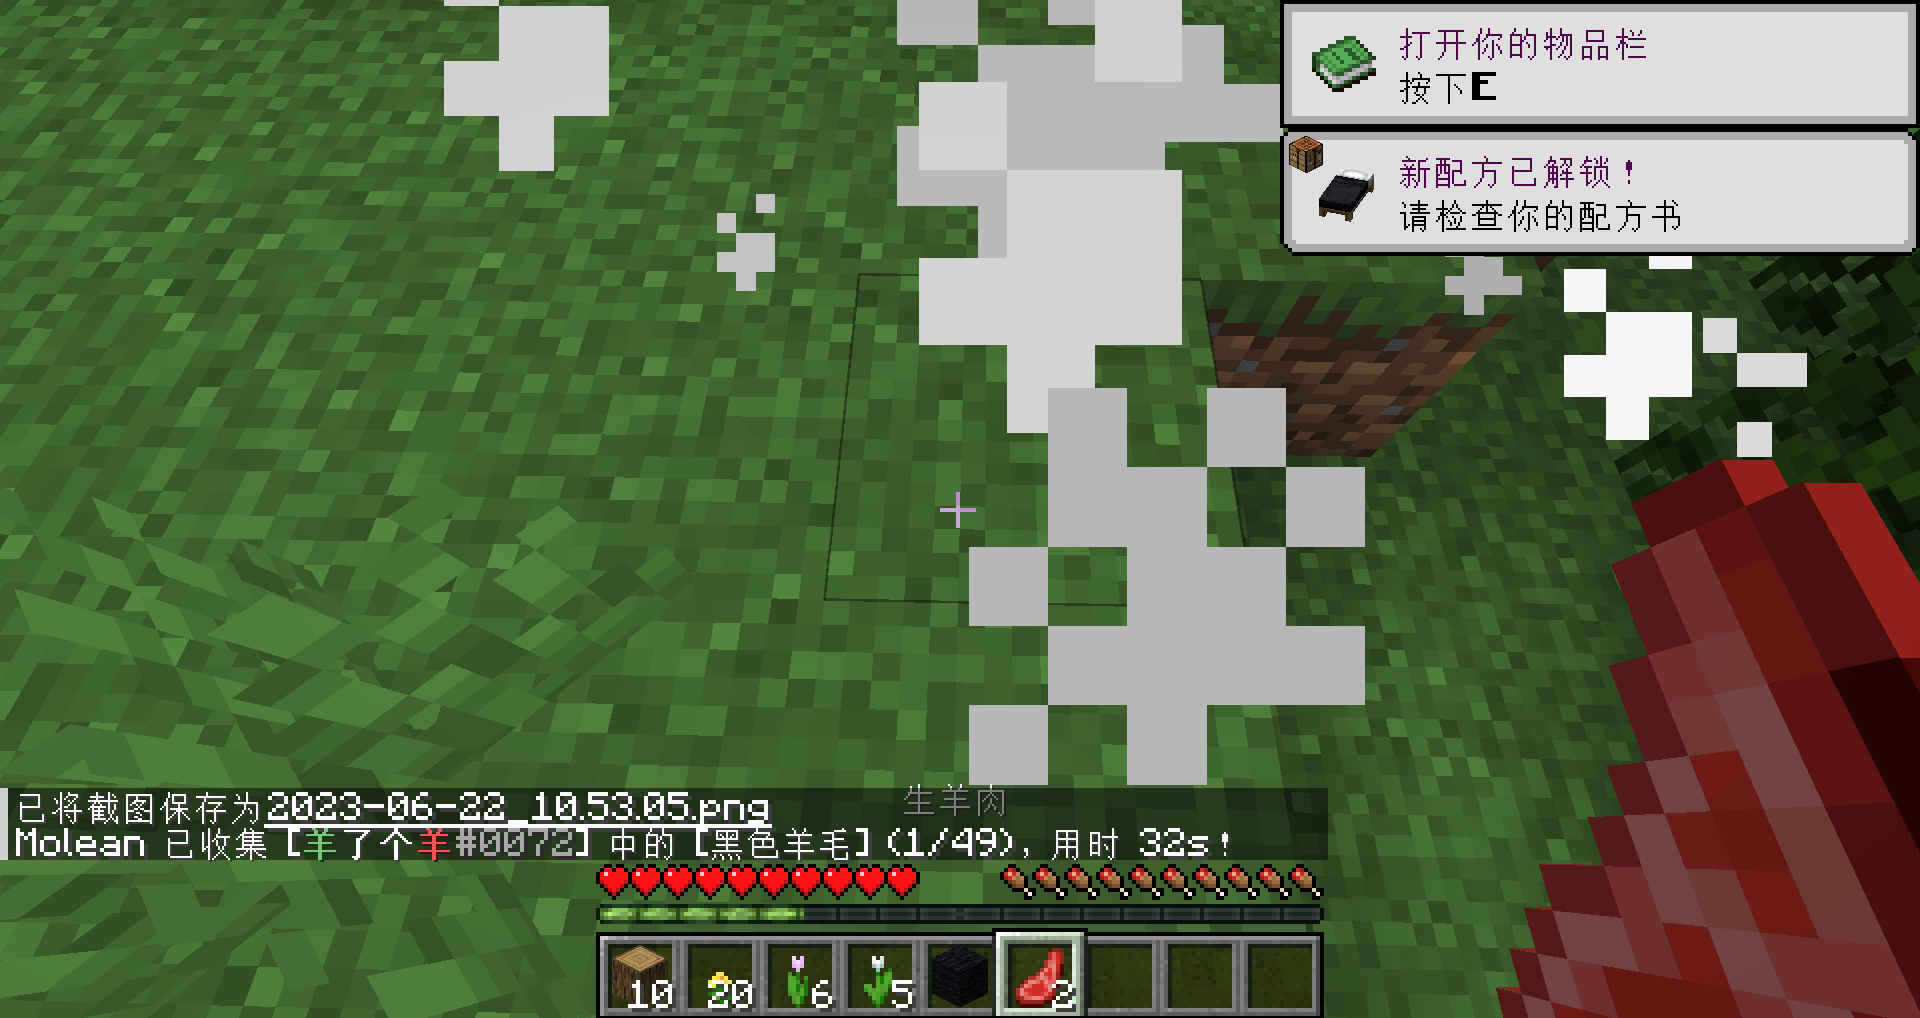 打开你的物品栏
按下E
新配方已解锁！
请检查你的配方书
生羊肉
已将截图保存为2023-06-22_10.53.05.png
Molean 已收集 [羊了个羊#0072] 中的 [黑色羊毛] (1/49), 用时 32s!
10
20
6
5
2